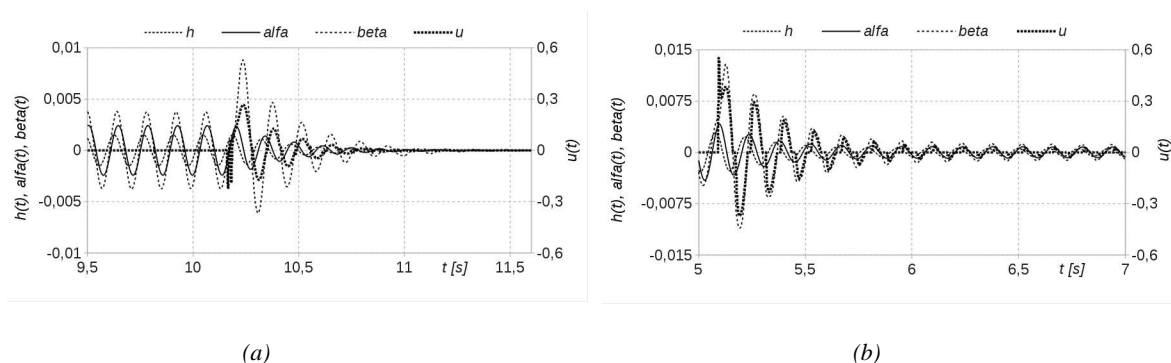 (a)
h alfa beta u
0,01 0,6
0,005 0,3
0 0
-0,005 -0,3
-0,01 -0,6
h(t), alfa(t), beta(t)
u(t)
9,5 10 10,5 11 t [s] 11,5
(b)
h alfa beta u
0,015 0,6
0,0075 0,3
0 0
-0,0075 -0,3
-0,015 -0,6
h(t), alfa(t), beta(t)
u(t)
t [s]
5 5,5 6 6,5 7
(a) (b)